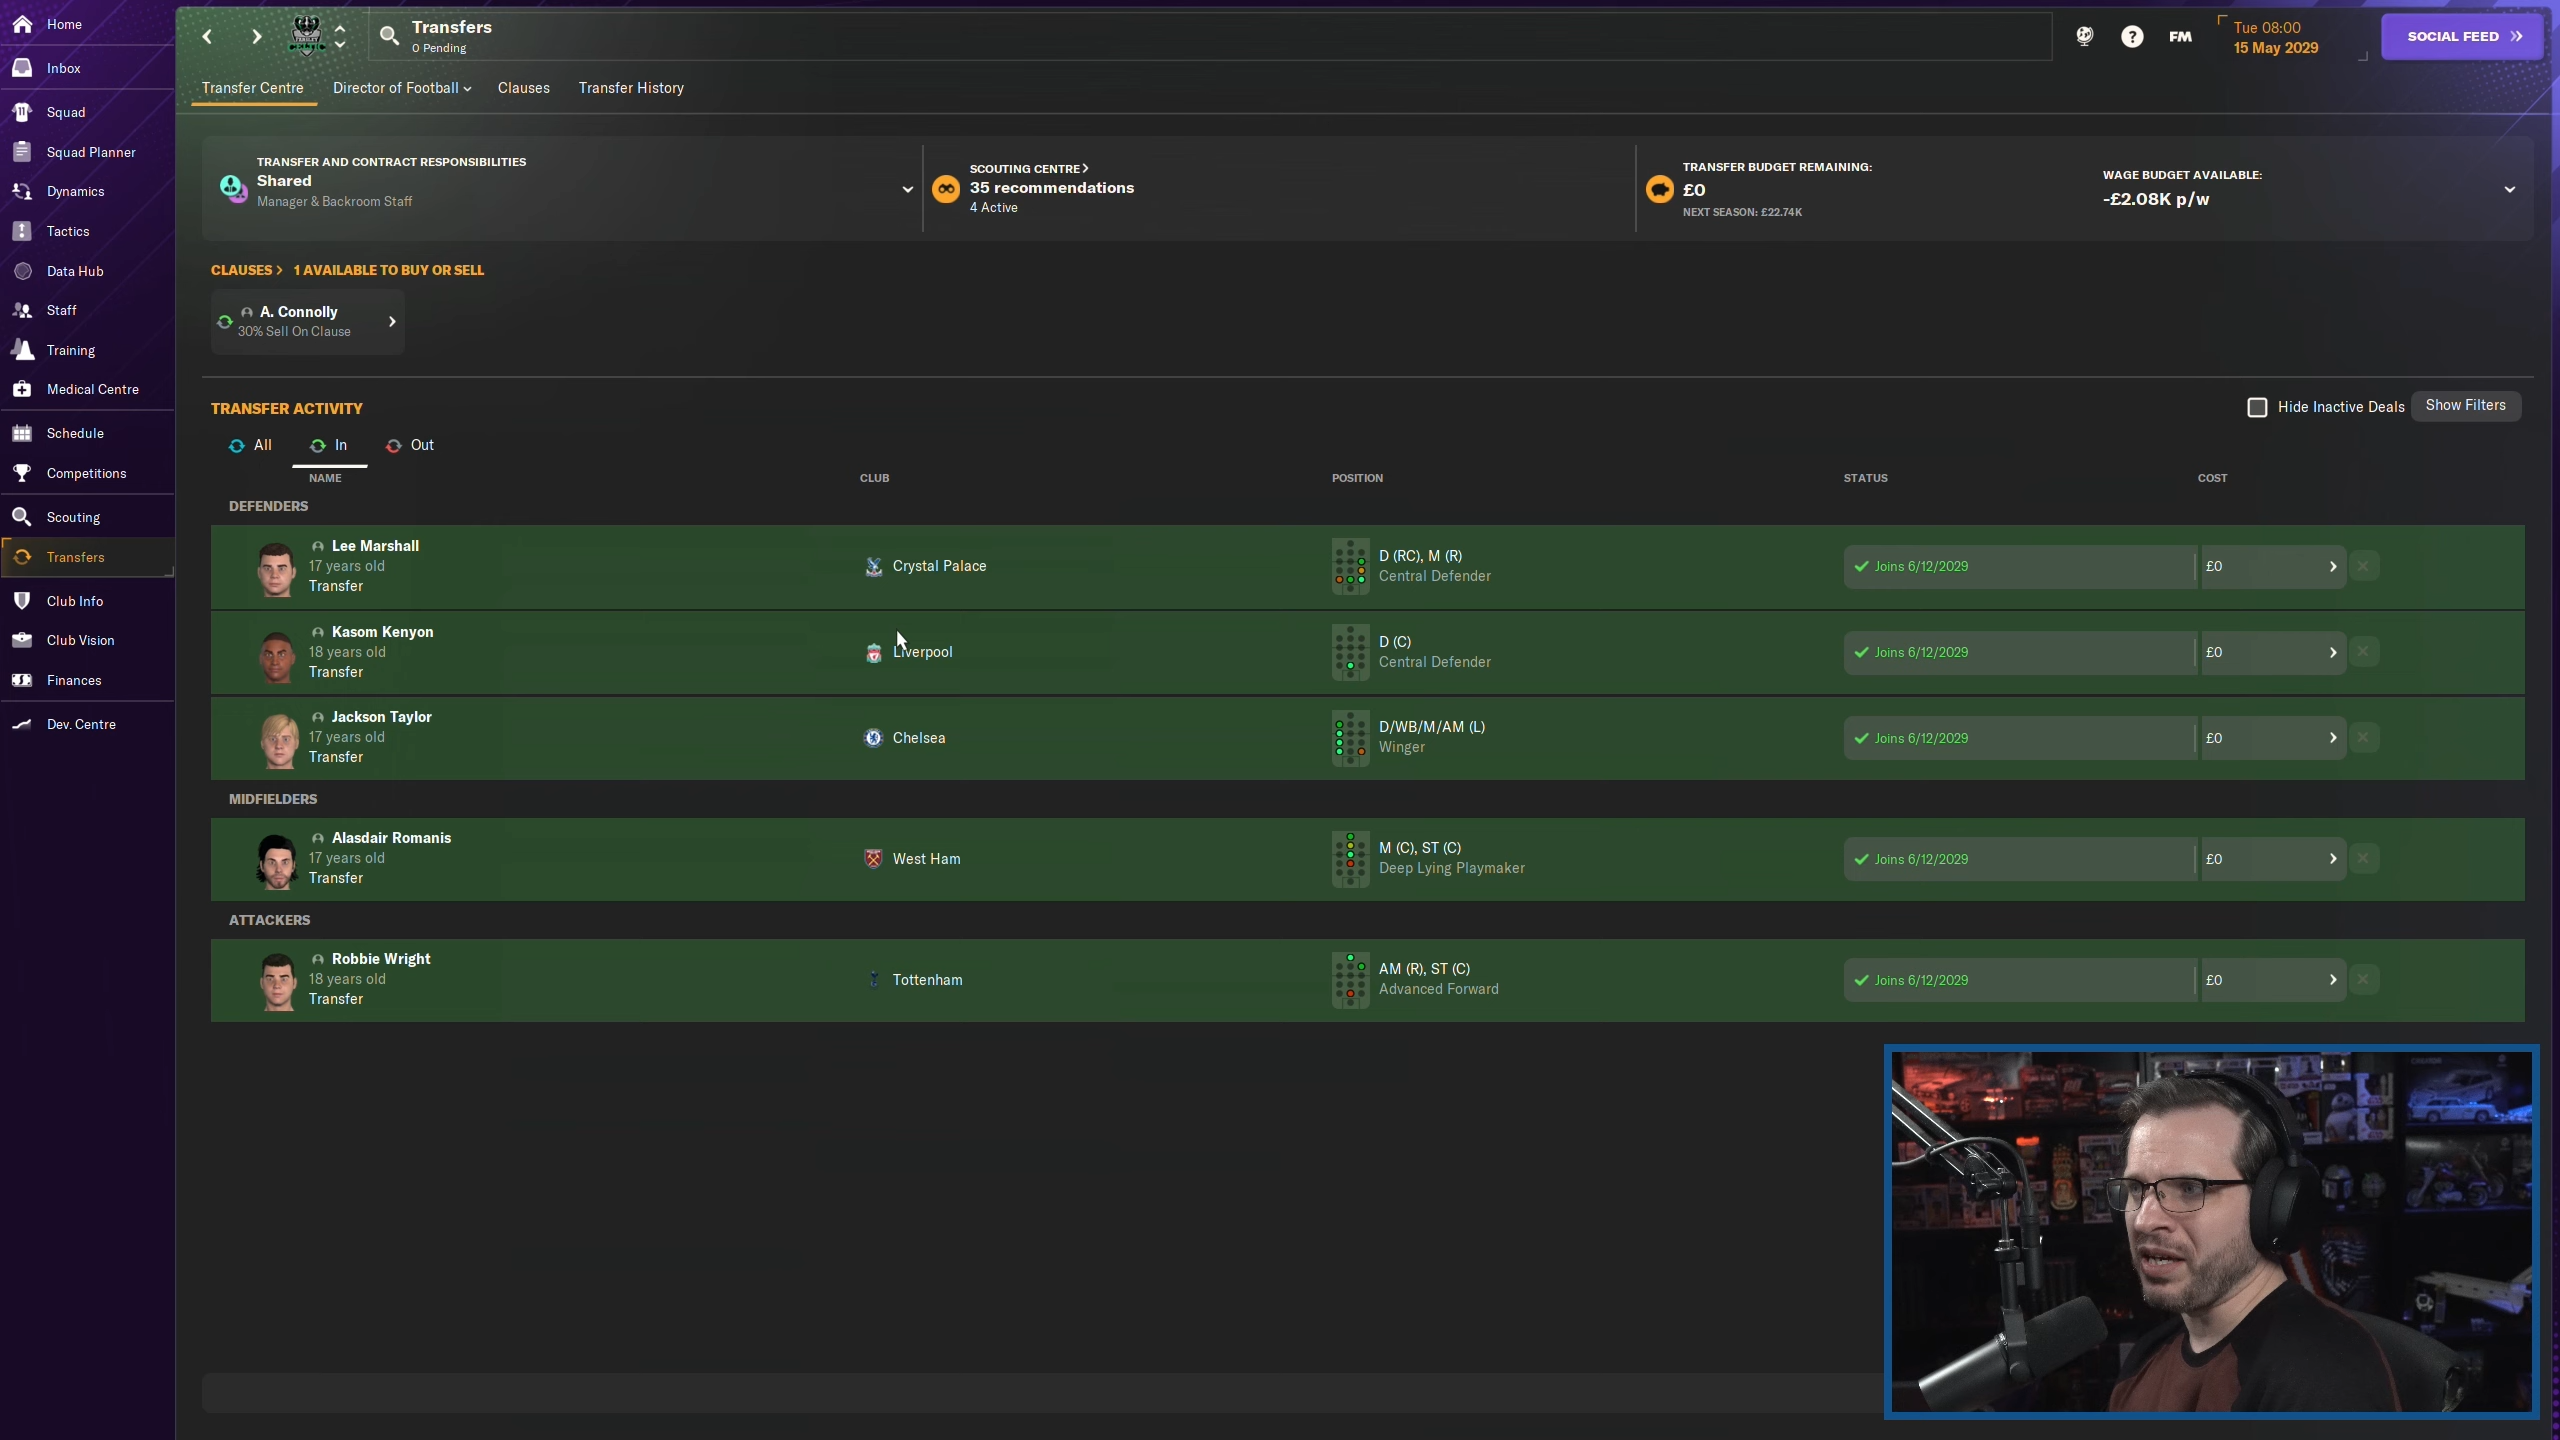 Home
Inbox
Squad
Squad Planner
Dynamics
Tactics
Data Hub
Staff
Training
Medical Centre
Schedule
Competitions
Scouting
Transfers
Club Info
Club Vision
Finances
Dev. Centre
Transfers
0 Pending
FM
Tue 08:00
15 May 2029
SOCIAL FEED
Transfer Centre
Director of Football
Clauses
Transfer History
TRANSFER AND CONTRACT RESPONSIBILITIES
Shared
Manager & Backroom Staff
SCOUTING CENTRE
35 recommendations
4 Active
TRANSFER BUDGET REMAINING:
£0
NEXT SEASON: £22.74K
WAGE BUDGET AVAILABLE:
-£2.08K p/w
CLAUSES > 1 AVAILABLE TO BUY OR SELL
A. Connolly
30% Sell On Clause
TRANSFER ACTIVITY
Hide Inactive Deals
Show Filters
All
In
Out
NAME CLUB POSITION STATUS COST
DEFENDERS
Lee Marshall
17 years old
Transfer
Crystal Palace
D (RC), M (R)
Central Defender
Joins 6/12/2029
£0
Kasom Kenyon
18 years old
Transfer
Liverpool
D (C)
Central Defender
Joins 6/12/2029
£0
Jackson Taylor
17 years old
Transfer
Chelsea
D/WB/M/AM (L)
Winger
Joins 6/12/2029
£0
MIDFIELDERS
Alasdair Romanis
17 years old
Transfer
West Ham
M (C), ST (C)
Deep Lying Playmaker
Joins 6/12/2029
£0
ATTACKERS
Robbie Wright
18 years old
Transfer
Tottenham
AM (R), ST (C)
Advanced Forward
Joins 6/12/2029
£0